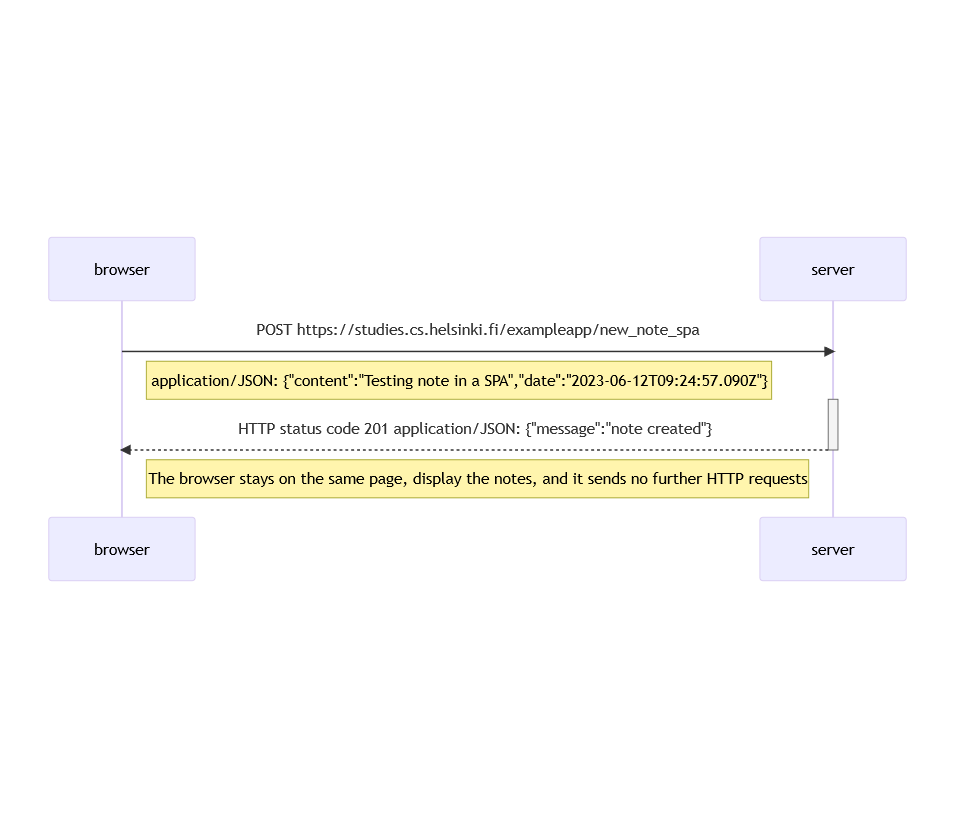 browser
server
POST https://studies.cs.helsinki.fi/exampleapp/new_note_spa
application/JSON: {"content":"Testing note in a SPA","date":"2023-06-12T09:24:57.090Z"}
HTTP status code 201 application/JSON: {"message":"note created"}
The browser stays on the same page, display the notes, and it sends no further HTTP requests
browser
server